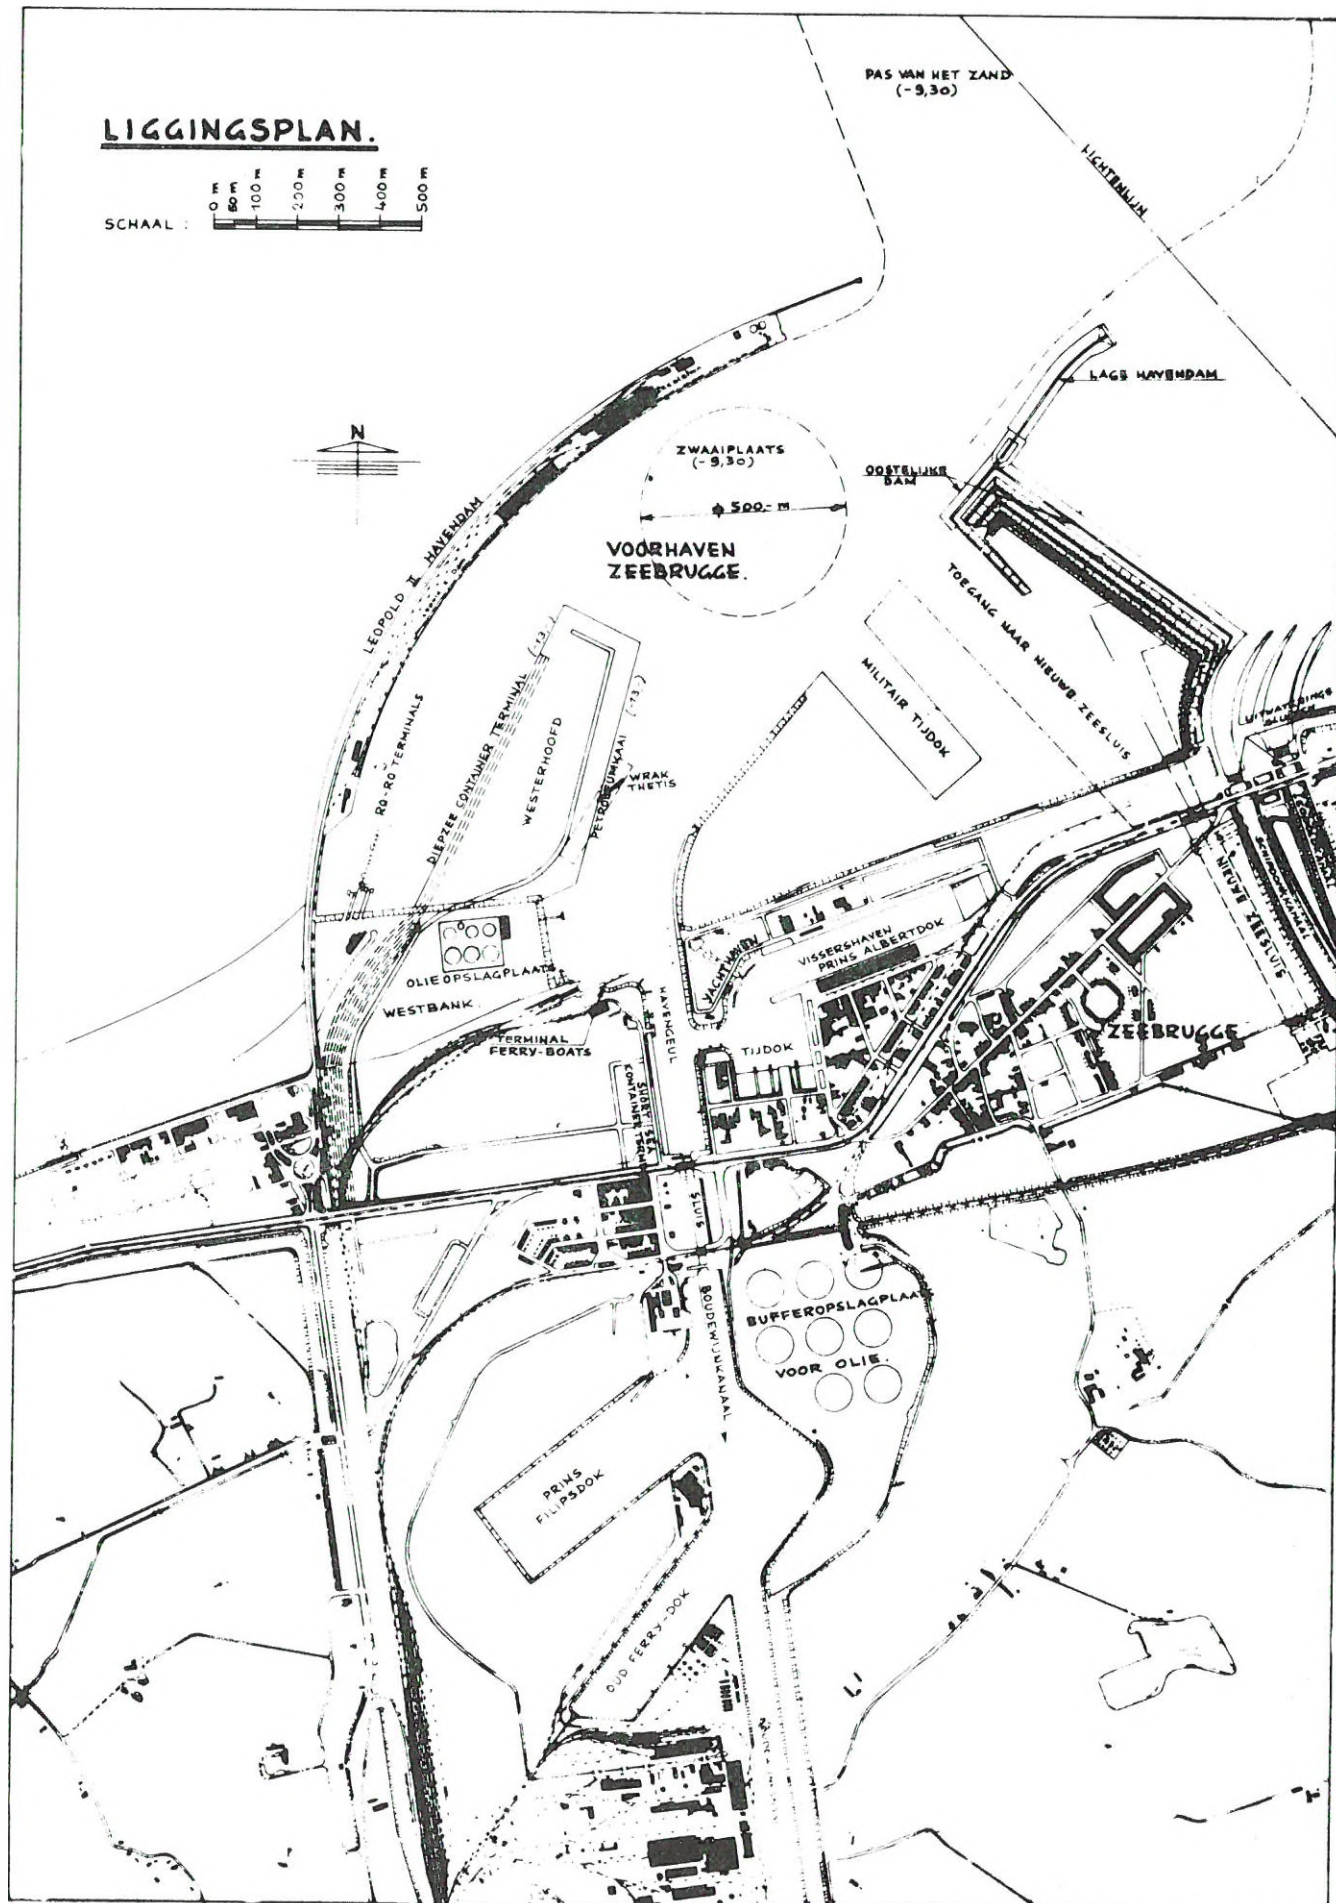 PAS VAN HET ZAND
(-9,30)
LIGGINGSPLAN.
0 m
50 m
100 m
200 m
300 m
400 m
500 m
SCHAAL :
LICHTENLIJN
LAGE HAVENDAM
N
ZWAAIPLAATS
(-9,30)
OOSTELIJKE
DAM
500,- M
VOORHAVEN
ZEEBRUGGE.
LEOPOLD II HAVENDAM
TOEGANG NAAR NIEUWE ZEESLUIS
MILITAIR TIJDOK
RO-RO TERMINALS
DIEPZEE CONTAINER TERMINAL
(-13,-)
WESTERHOOFD
PETROLEUMKAAI
(-13,-)
WRAK
THETIS
NIEUWE ZEESLUIS
OLIEOPSLAGPLAATS
WESTBANK
TERMINAL
FERRY-BOATS
HAVENGEUL
YACHTHAVEN
VISSERSHAVEN
PRINS ALBERTDOK
TIJDOK
ZEEBRUGGE
SHORT SEA
KONTAINER TERM
SLUIS
BOUDEWIJNKANAAL
BUFFEROPSLAGPLAATS
VOOR OLIE.
PRINS
FILIPSDOK
OUD FERRY-DOK